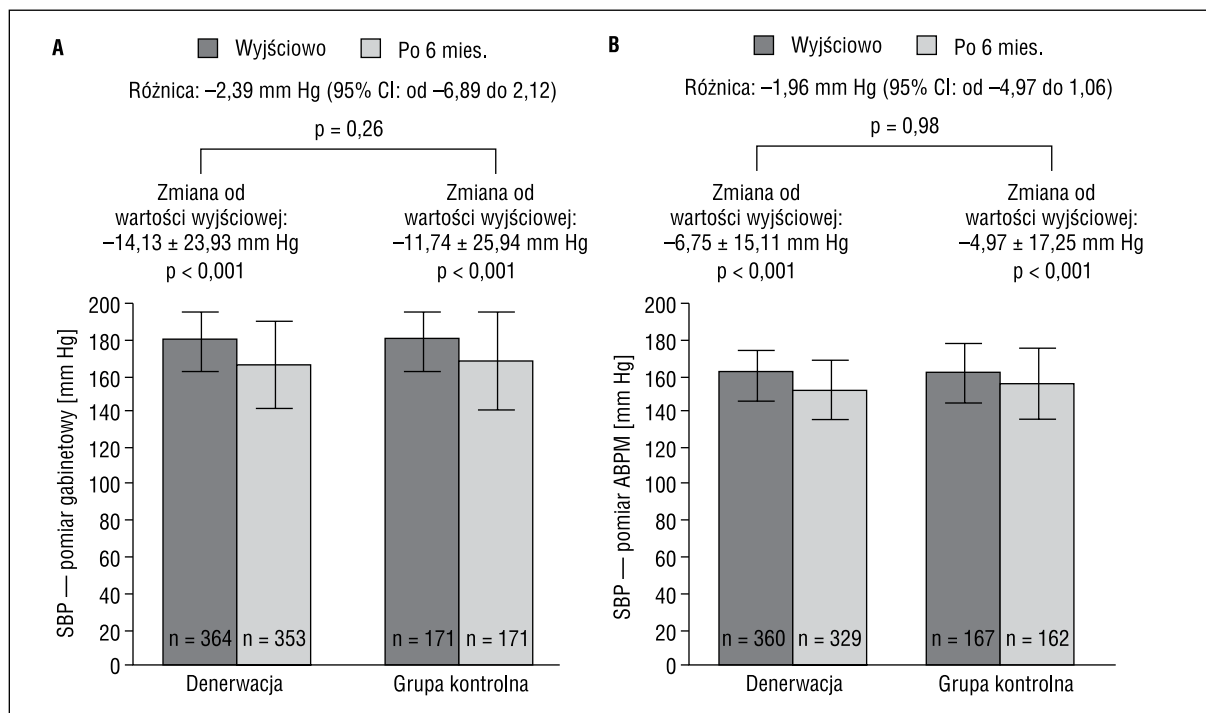 A
Wyjściowo Po 6 mies.
Różnica: –2,39 mm Hg (95% CI: od –6,89 do 2,12)
p = 0,26
Zmiana od
wartości wyjściowej:
–14,13 ± 23,93 mm Hg
p < 0,001
Zmiana od
wartości wyjściowej:
–11,74 ± 25,94 mm Hg
p < 0,001
SBP — pomiar gabinetowy [mm Hg]
200
180
160
140
120
100
80
60
40
20
0
n = 364 n = 353 n = 171 n = 171
Denerwacja Grupa kontrolna
B
Wyjściowo Po 6 mies.
Różnica: –1,96 mm Hg (95% CI: od –4,97 do 1,06)
p = 0,98
Zmiana od
wartości wyjściowej:
–6,75 ± 15,11 mm Hg
p < 0,001
Zmiana od
wartości wyjściowej:
–4,97 ± 17,25 mm Hg
p < 0,001
SBP — pomiar ABPM [mm Hg]
200
180
160
140
120
100
80
60
40
20
0
n = 360 n = 329 n = 167 n = 162
Denerwacja Grupa kontrolna